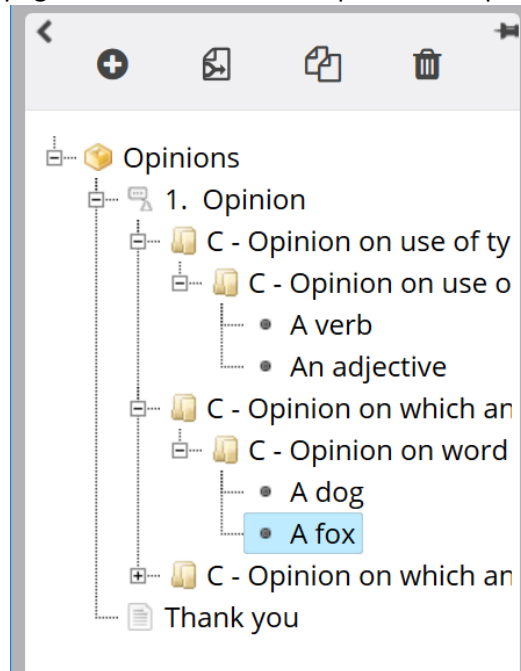 Opinions
1. Opinion
C - Opinion on use of ty
C - Opinion on use o
A verb
An adjective
C - Opinion on which an
C - Opinion on word
A dog
A fox
C - Opinion on which an
Thank you